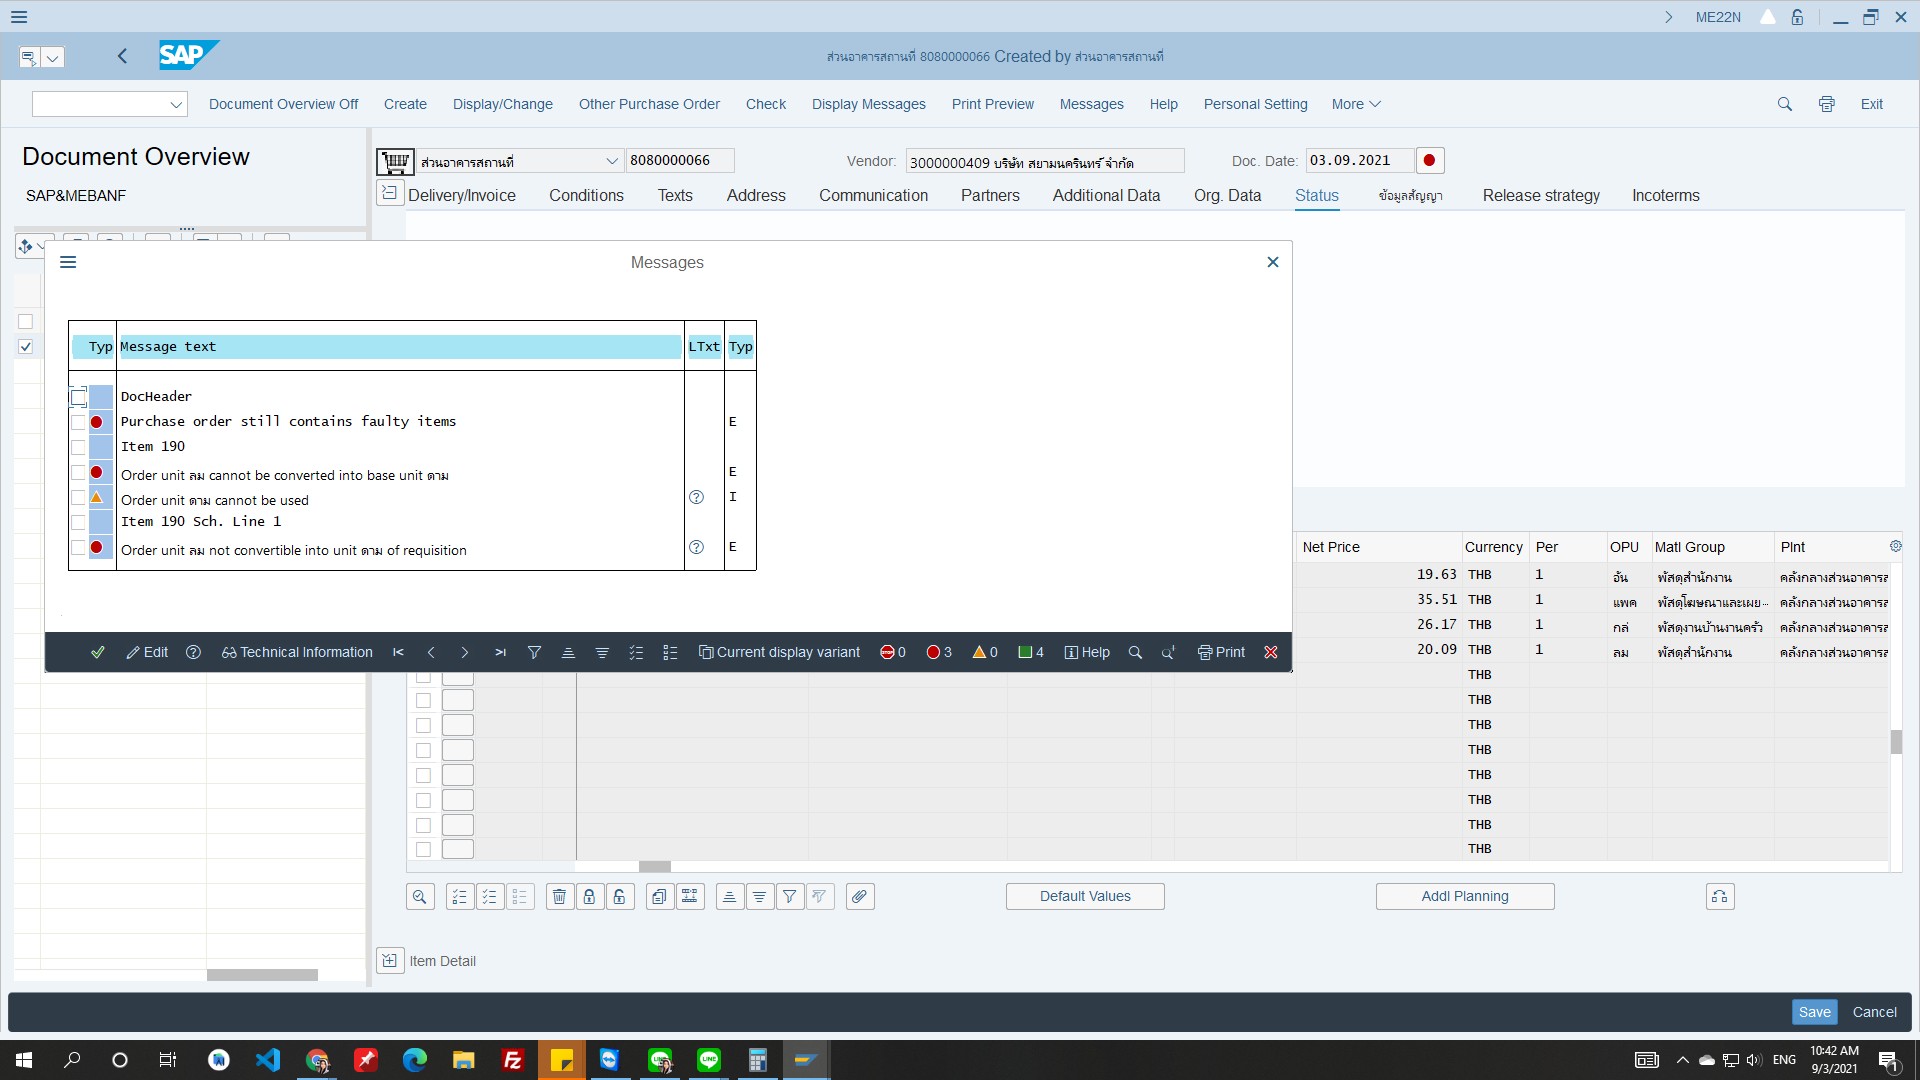 ME22N
SAP
ส่วนอาคารสถานที่ 8080000066 Created by ส่วนอาคารสถานที่
Document Overview Off Create Display/Change Other Purchase Order Check Display Messages Print Preview Messages Help Personal Setting More Exit
Document Overview
SAP&MEBANF
ส่วนอาคารสถานที่ 8080000066 Vendor: 3000000409 บริษัท สยามนครินทร์ จำกัด Doc. Date: 03.09.2021
Delivery/Invoice Conditions Texts Address Communication Partners Additional Data Org. Data Status ข้อมูลสัญญา Release strategy Incoterms
Messages
Typ Message text LTxt Typ
DocHeader
Purchase order still contains faulty items E
Item 190
Order unit ลม cannot be converted into base unit ดาม E
Order unit ดาม cannot be used I
Item 190 Sch. Line 1
Order unit ลม not convertible into unit ดาม of requisition E
Edit Technical Information Current display variant STOP 0 3 0 4 Help Print
Net Price Currency Per OPU Matl Group Plnt
19.63 THB 1 อัน พัสดุสำนักงาน คลังกลางส่วนอาคารส
35.51 THB 1 แพค พัสดุโฆษณาและเผย... คลังกลางส่วนอาคารส
26.17 THB 1 กล่ พัสดุงานบ้านงานครัว คลังกลางส่วนอาคารส
20.09 THB 1 ลม พัสดุสำนักงาน คลังกลางส่วนอาคารส
THB
THB
THB
THB
THB
THB
THB
THB
Default Values Addl Planning
Item Detail
Save Cancel
ENG
10:42 AM
9/3/2021
1